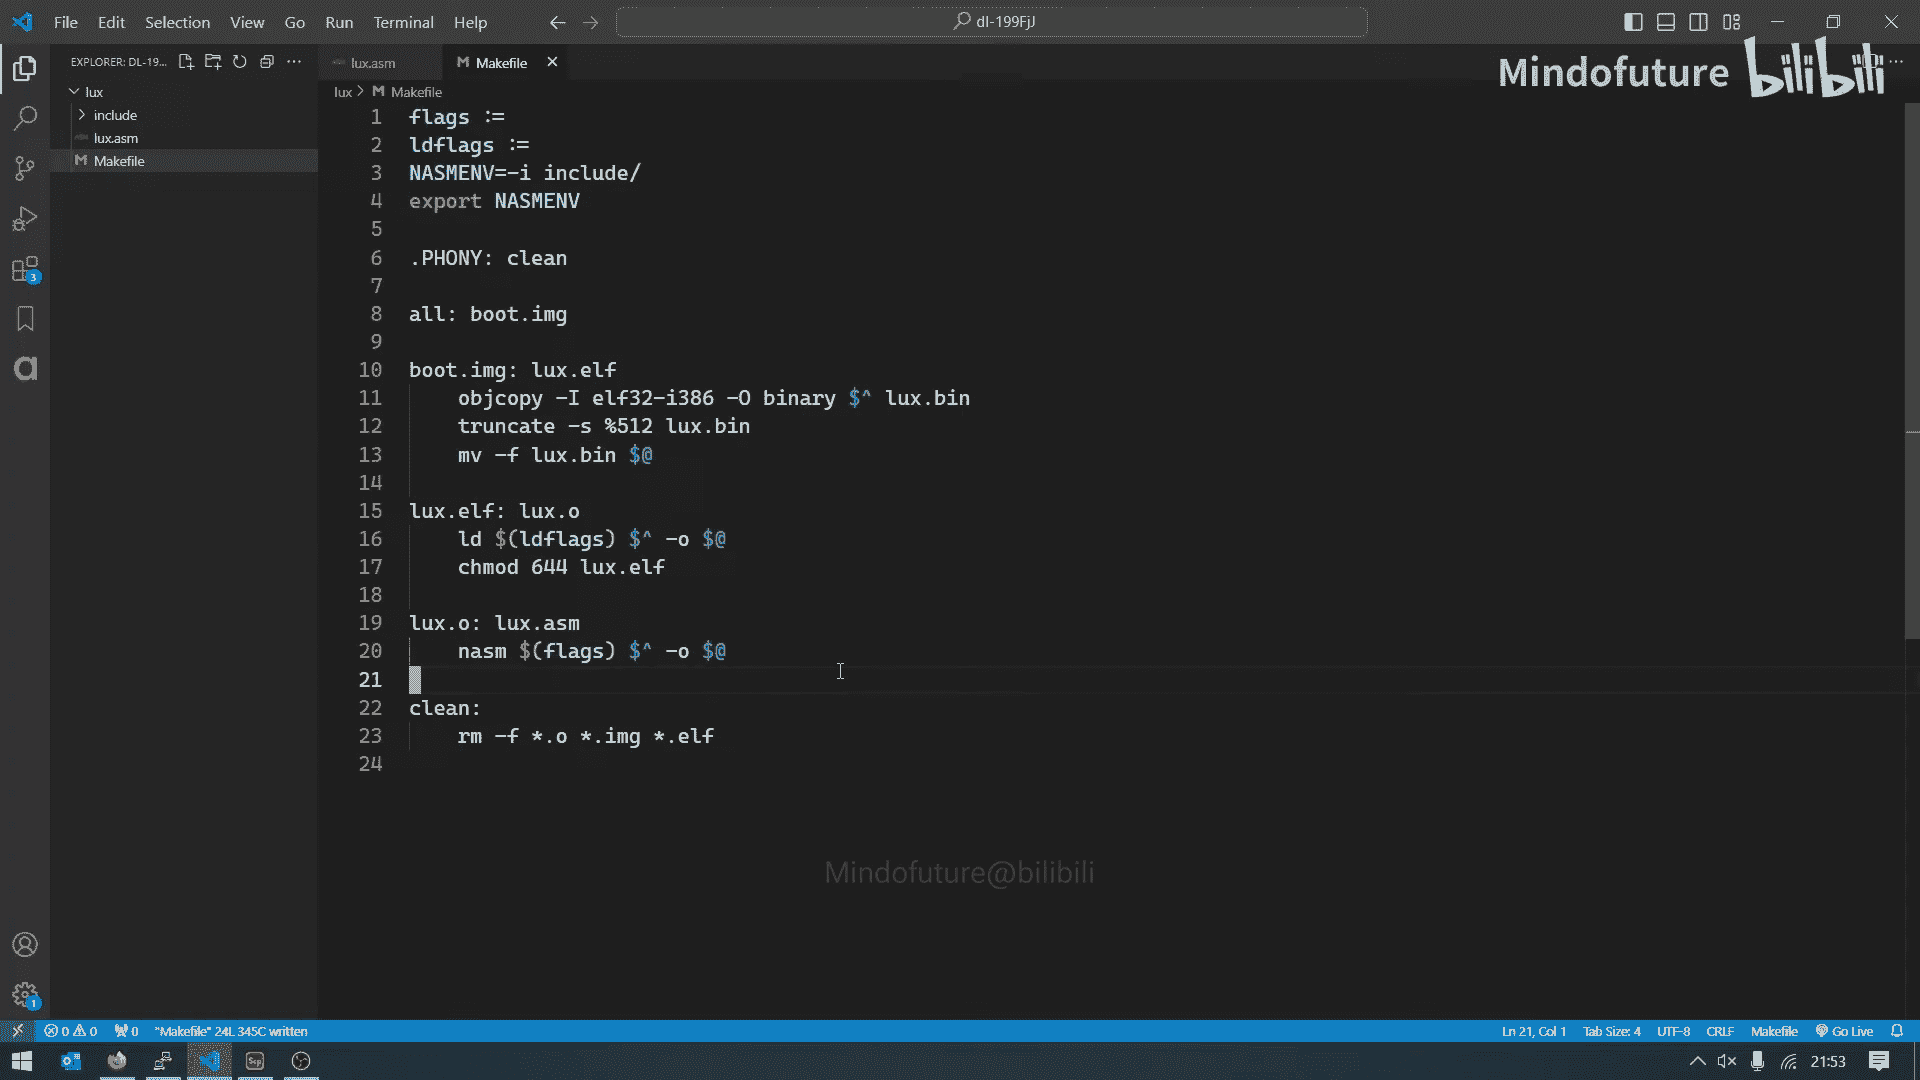 File Edit Selection View Go Run Terminal Help
dl-199FjJ
EXPLORER: DL-19...
lux.asm
Makefile
Mindofuture bilibili
lux
include
lux.asm
Makefile
lux > Makefile
1 flags :=
2 ldflags :=
3 NASMENV=-i include/
4 export NASMENV
5
6 .PHONY: clean
7
8 all: boot.img
9
10 boot.img: lux.elf
11 objcopy -I elf32-i386 -O binary $^ lux.bin
12 truncate -s %512 lux.bin
13 mv -f lux.bin $@
14
15 lux.elf: lux.o
16 ld $(ldflags) $^ -o $@
17 chmod 644 lux.elf
18
19 lux.o: lux.asm
20 nasm $(flags) $^ -o $@
21
22 clean:
23 rm -f *.o *.img *.elf
24
3
Mindofuture@bilibili
1
0 0 0 "Makefile" 24L 345C written
Ln 21, Col 1 Tab Size: 4 UTF-8 CRLF Makefile Go Live
21:53